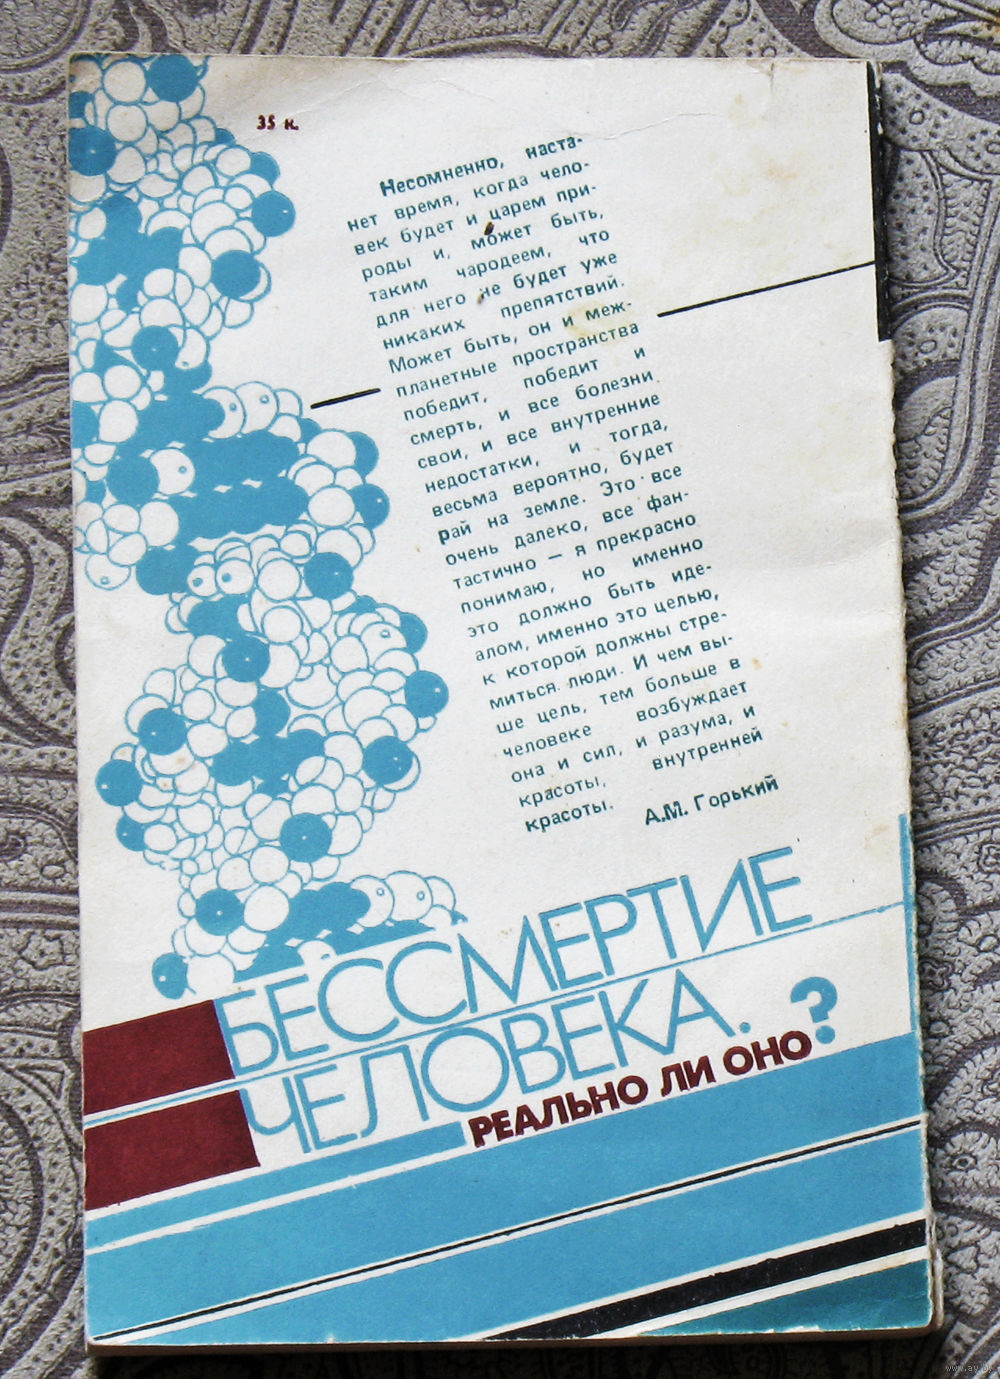 35 к.
Несомненно, наста-
нет время, когда чело-
век будет и царем при-
роды и, может быть,
таким чародеем, что
для него не будет уже
никаких препятствий.
Может быть, он и меж-
планетные пространства
победит, победит и
смерть, и все болезни
свои, и все внутренние
недостатки, и тогда,
весьма вероятно, будет
рай на земле. Это все
очень далеко, все фан-
тастично — я прекрасно
понимаю, но именно
это должно быть иде-
алом, именно это целью,
к которой должны стре-
миться люди. И чем вы-
ше цель, тем больше в
человеке возбуждает
она и сил, и разума, и
красоты, внутренней
красоты.
А.М. Горький
БЕССМЕРТИЕ
ЧЕЛОВЕКА.
РЕАЛЬНО ЛИ ОНО?